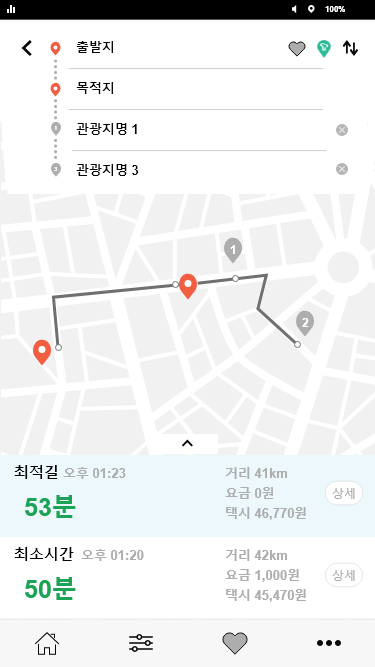 100%
출발지
목적지
1
관광지명 1
3
관광지명 3
1
2
최적길 오후 01:23
53분
거리 41km
요금 0원
택시 46,770원
상세
최소시간 오후 01:20
50분
거리 42km
요금 1,000원
택시 45,470원
상세